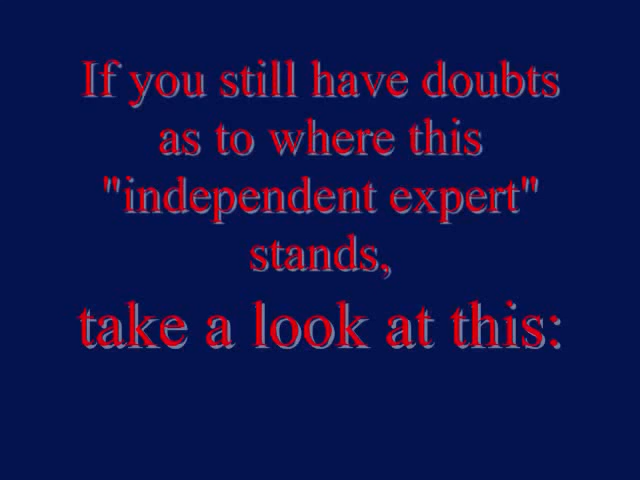 If you still have doubts
as to where this
"independent expert"
stands,
take a look at this: